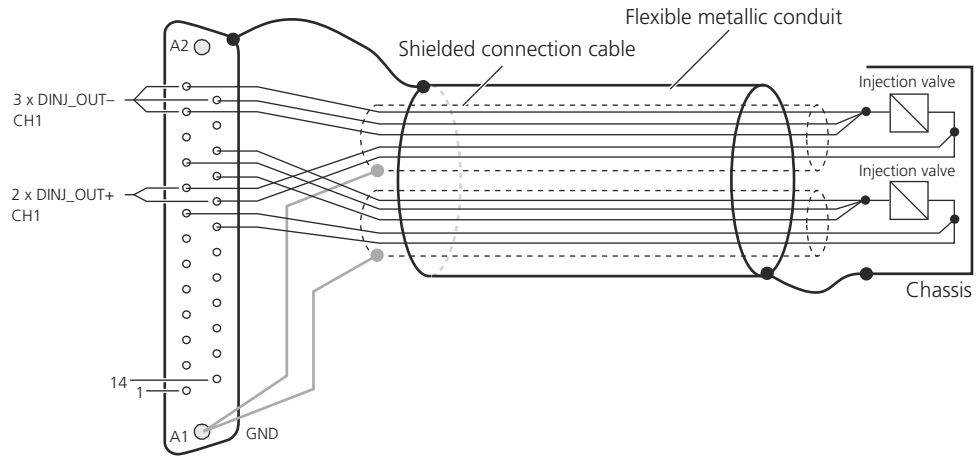 Flexible metallic conduit
Shielded connection cable
A2
3 x DINJ_OUT–
CH1
Injection valve
2 x DINJ_OUT+
CH1
Injection valve
Chassis
14
1
A1
GND